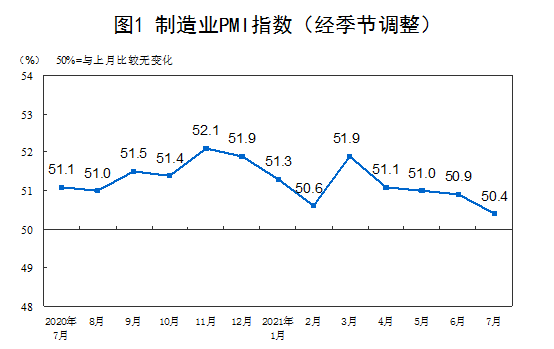 图1 制造业PMI指数（经季节调整）
（%） 50%=与上月比较无变化
54
53
52
51
50
49
48
51.1
51.0
51.5
51.4
52.1
51.9
51.3
50.6
51.9
51.1
51.0
50.9
50.4
2020年
7月
8月
9月
10月
11月
12月
2021年
1月
2月
3月
4月
5月
6月
7月